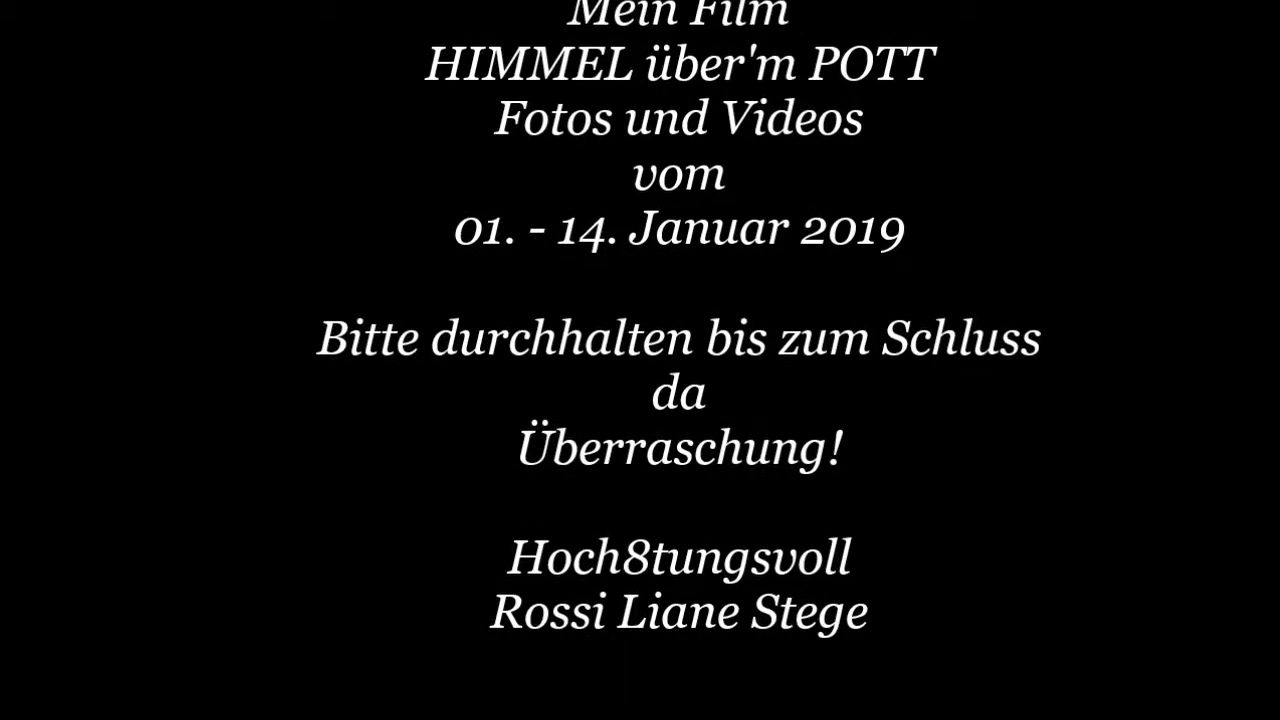 Mein Film
HIMMEL über'm POTT
Fotos und Videos
vom
01. - 14. Januar 2019
Bitte durchhalten bis zum Schluss
da
Überraschung!
Hoch8tungsvoll
Rossi Liane Stege